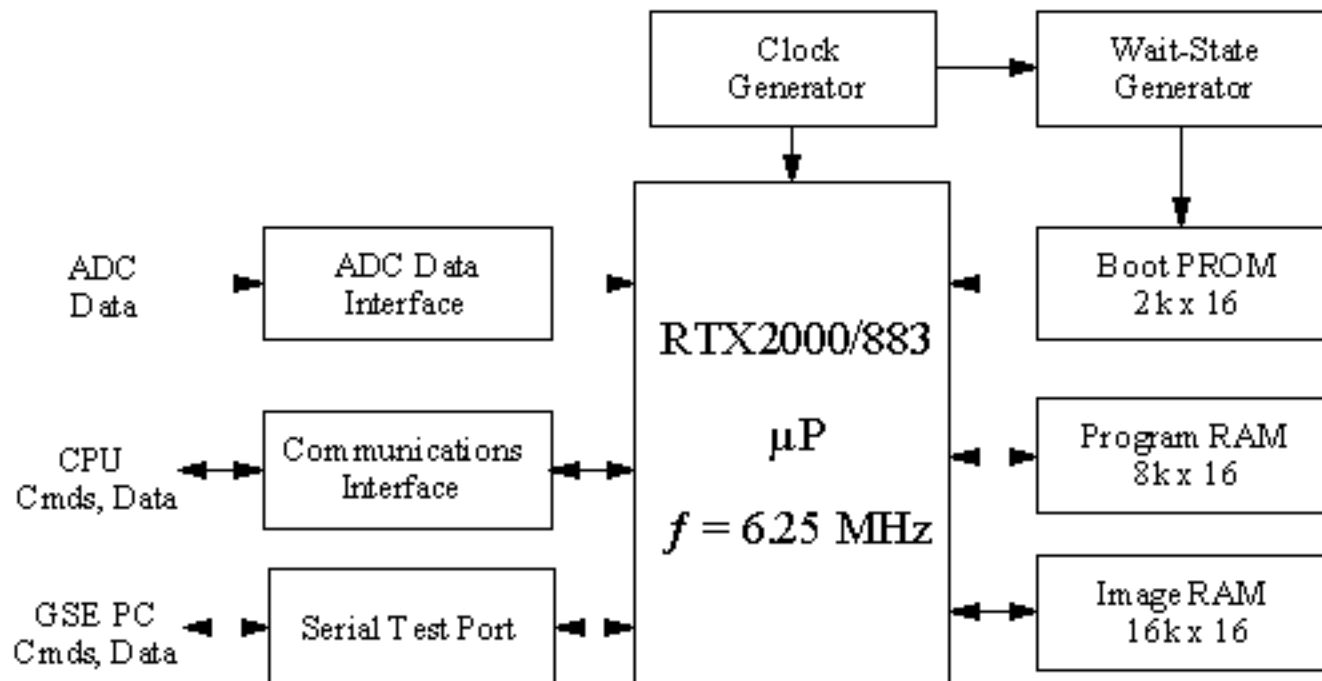 Clock
Generator
Wait-State
Generator
ADC
Data
ADC Data
Interface
Boot PROM
2k x 16
RTX2000/883
µP
f = 6.25 MHz
CPU
Cmds, Data
Communications
Interface
Program RAM
8k x 16
GSE PC
Cmds, Data
Serial Test Port
Image RAM
16k x 16